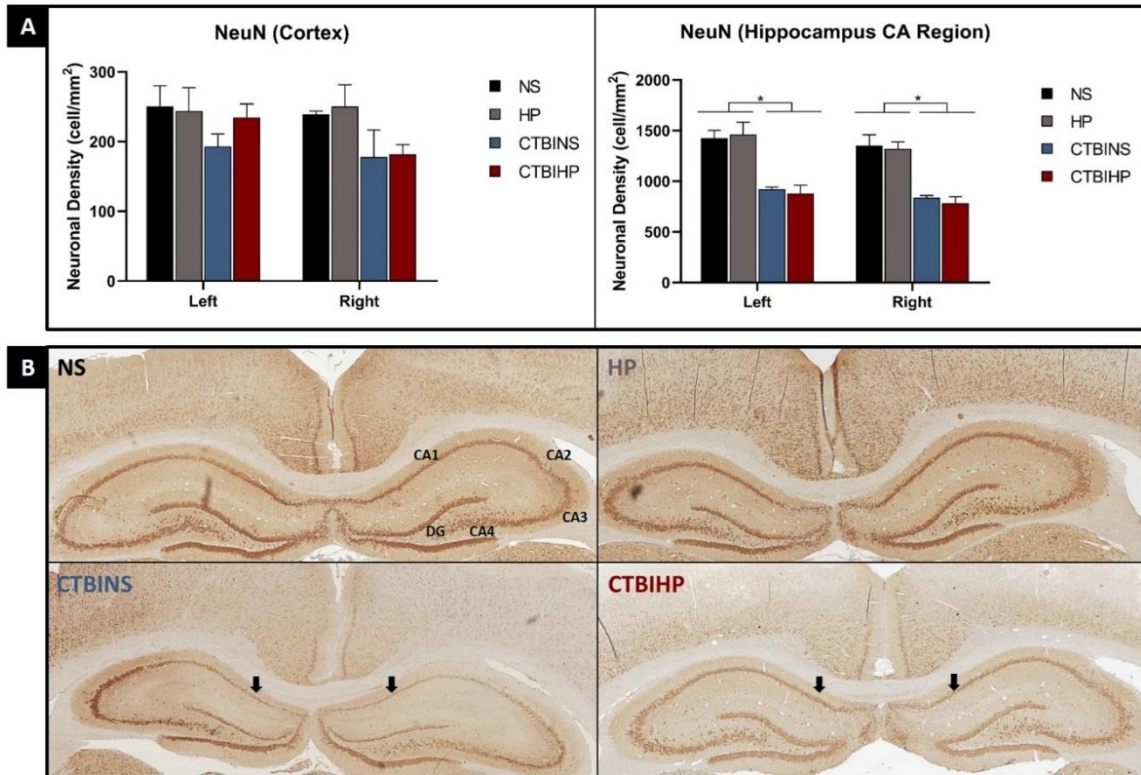 A
NeuN (Cortex)
Neuronal Density (cell/mm²)
300
200
100
0
Left
Right
NS
HP
CTBINS
CTBIHP
NeuN (Hippocampus CA Region)
Neuronal Density (cell/mm²)
2000
1500
1000
500
0
*
*
Left
Right
NS
HP
CTBINS
CTBIHP
B
NS
CA1
CA2
CA3
DG
CA4
HP
CTBINS
CTBIHP